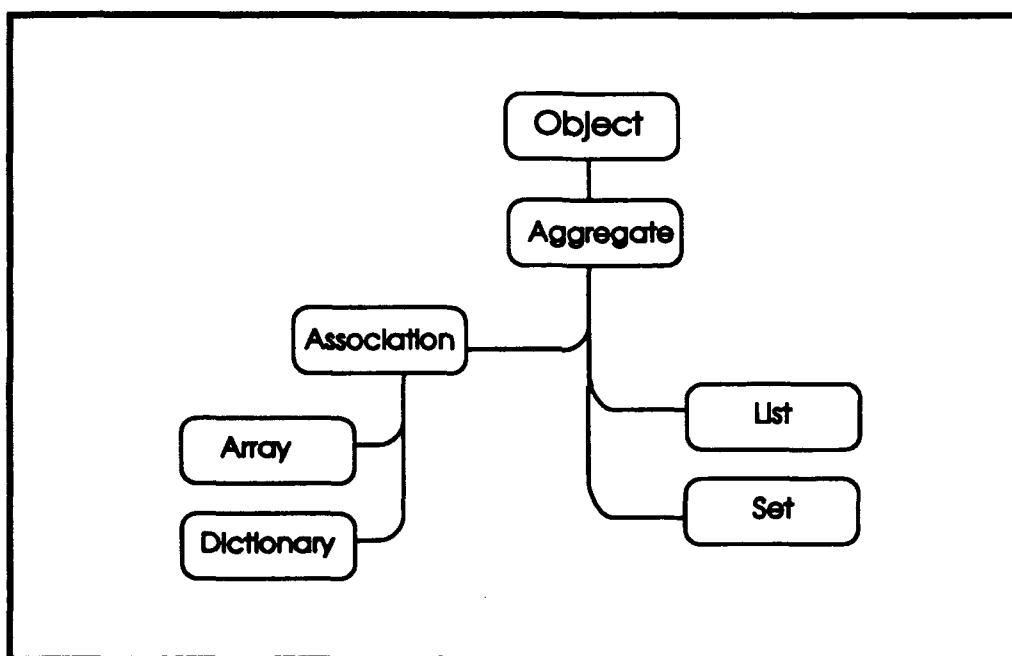 Object
Aggregate
Association
List
Array
Set
Dictionary